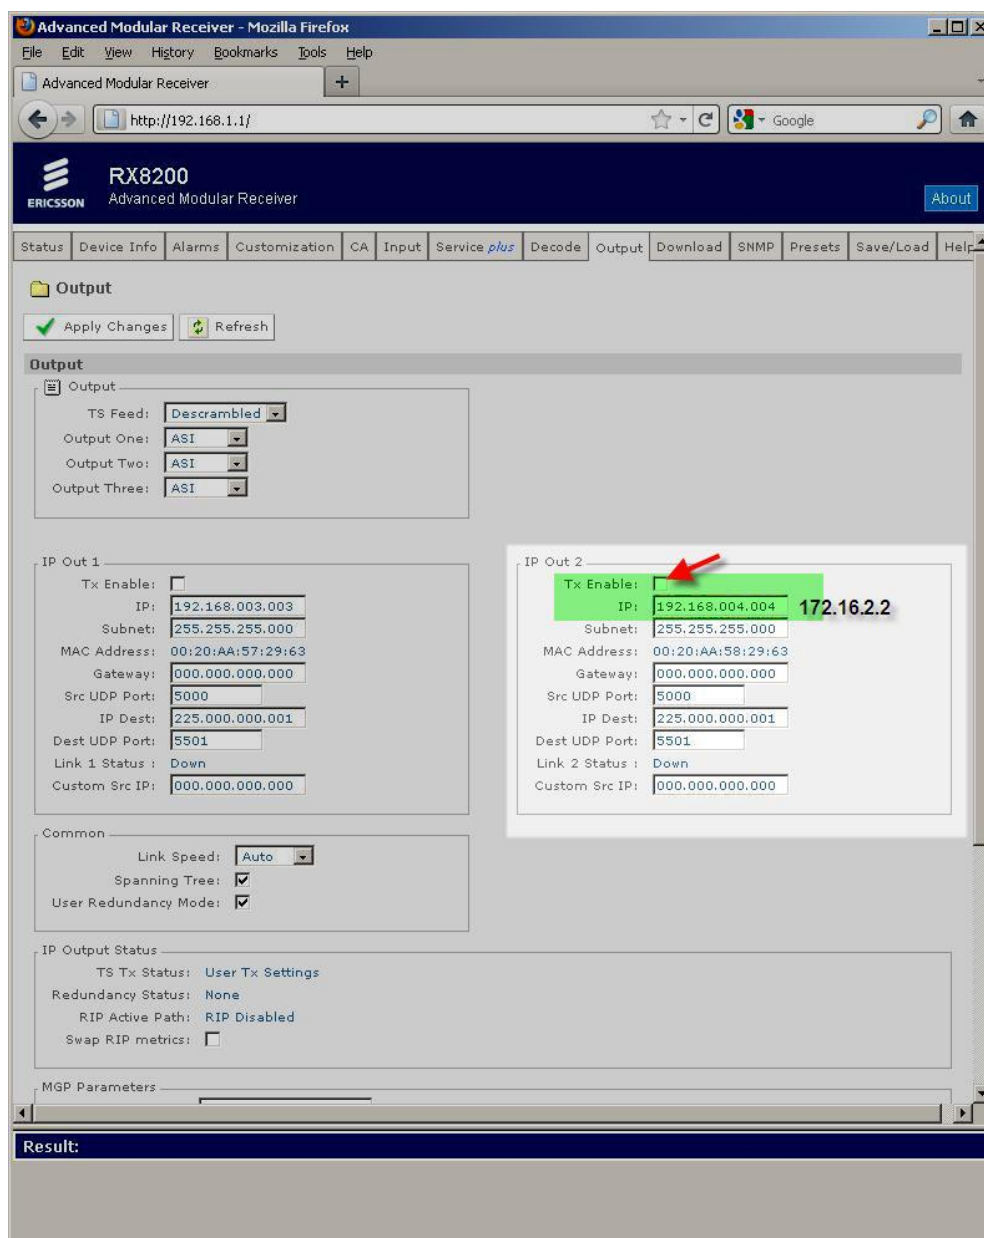 Advanced Modular Receiver - Mozilla Firefox
File Edit View History Bookmarks Tools Help
Advanced Modular Receiver
http://192.168.1.1/
Google
ERICSSON
RX8200
Advanced Modular Receiver
About
Status Device Info Alarms Customization CA Input Service plus Decode Output Download SNMP Presets Save/Load Help
Output
Apply Changes Refresh
Output
Output
TS Feed: Descrambled
Output One: ASI
Output Two: ASI
Output Three: ASI
IP Out 1
Tx Enable:
IP: 192.168.003.003
Subnet: 255.255.255.000
MAC Address: 00:20:AA:57:29:63
Gateway: 000.000.000.000
Src UDP Port: 5000
IP Dest: 225.000.000.001
Dest UDP Port: 5501
Link 1 Status : Down
Custom Src IP: 000.000.000.000
IP Out 2
Tx Enable:
IP: 192.168.004.004 172.16.2.2
Subnet: 255.255.255.000
MAC Address: 00:20:AA:58:29:63
Gateway: 000.000.000.000
Src UDP Port: 5000
IP Dest: 225.000.000.001
Dest UDP Port: 5501
Link 2 Status : Down
Custom Src IP: 000.000.000.000
Common
Link Speed: Auto
Spanning Tree:
User Redundancy Mode:
IP Output Status
TS Tx Status: User Tx Settings
Redundancy Status: None
RIP Active Path: RIP Disabled
Swap RIP metrics:
MGP Parameters
Result: